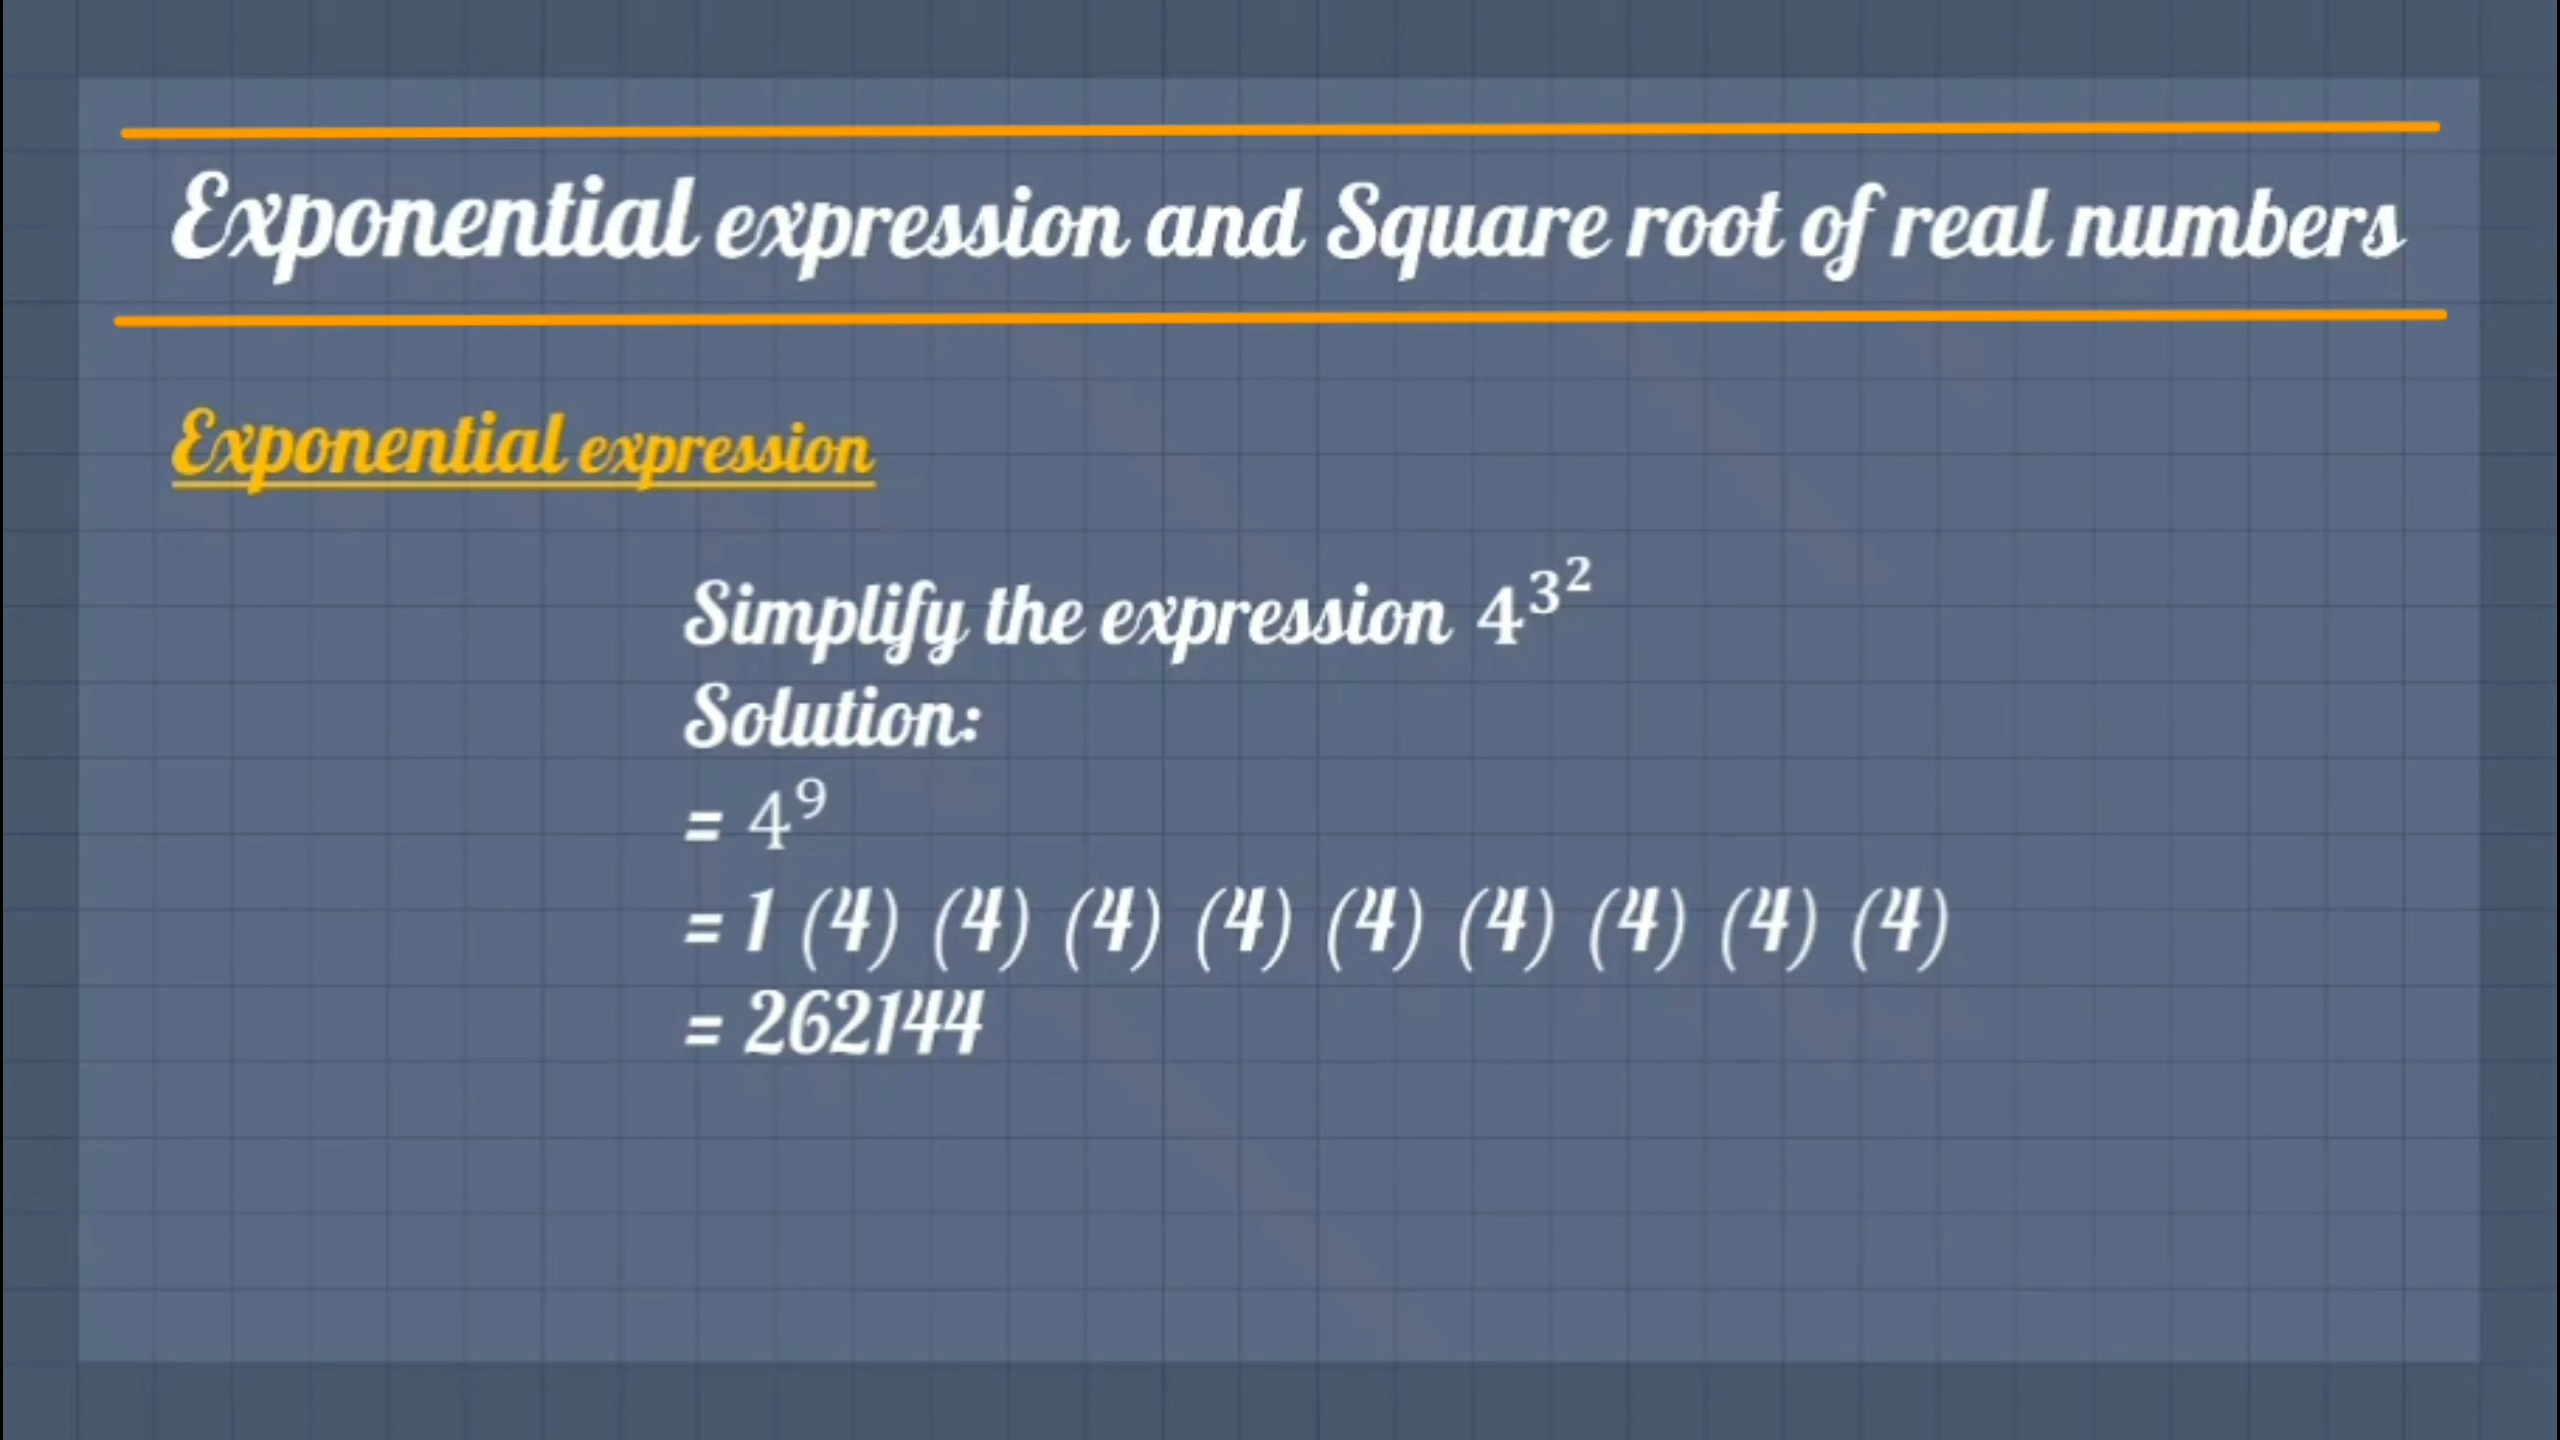 Exponential expression and Square root of real numbers
Exponential expression
Simplify the expression 4^{3^2}
Solution:
= 4^9
= 1 (4) (4) (4) (4) (4) (4) (4) (4) (4)
= 262144